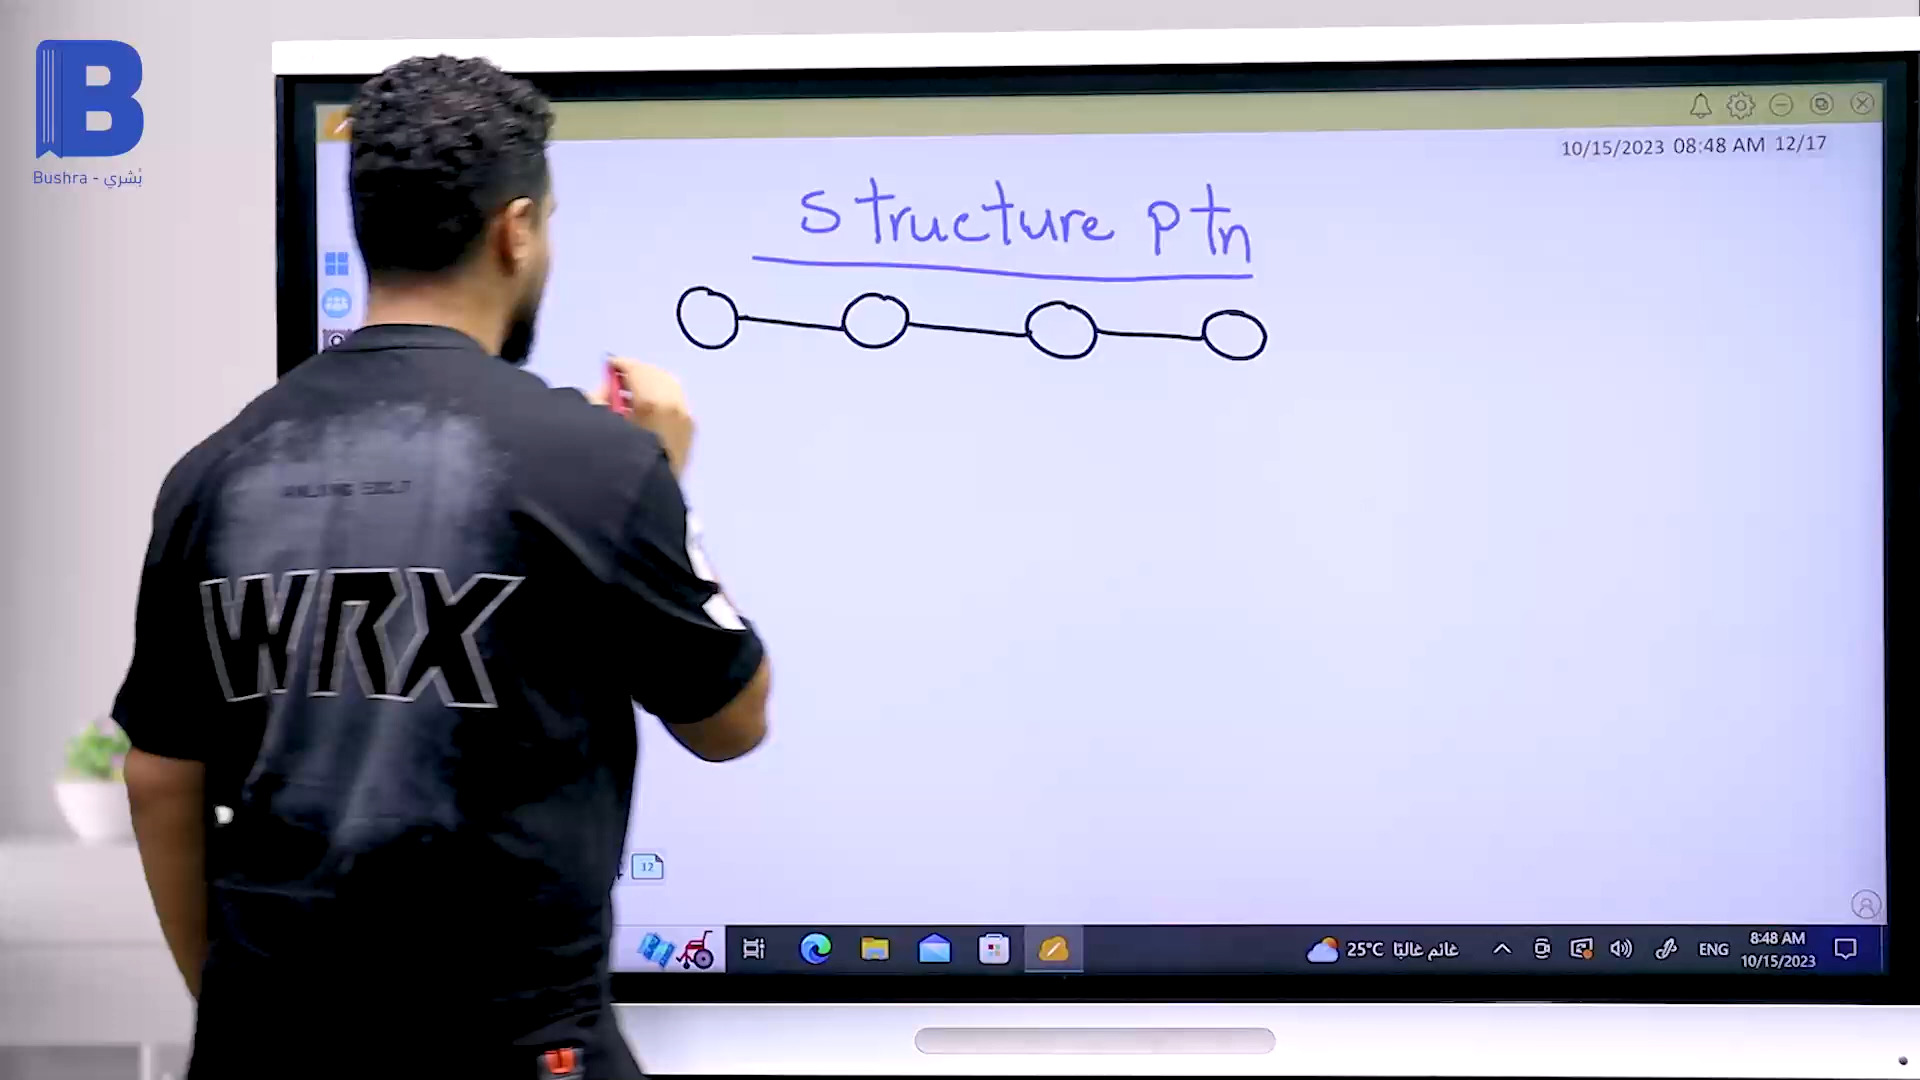 B
Bushra - بُشري
10/15/2023 08:48 AM 12/17
structure ptn
WRX
12
25°C غائم غالبًا
ENG
8:48 AM
10/15/2023